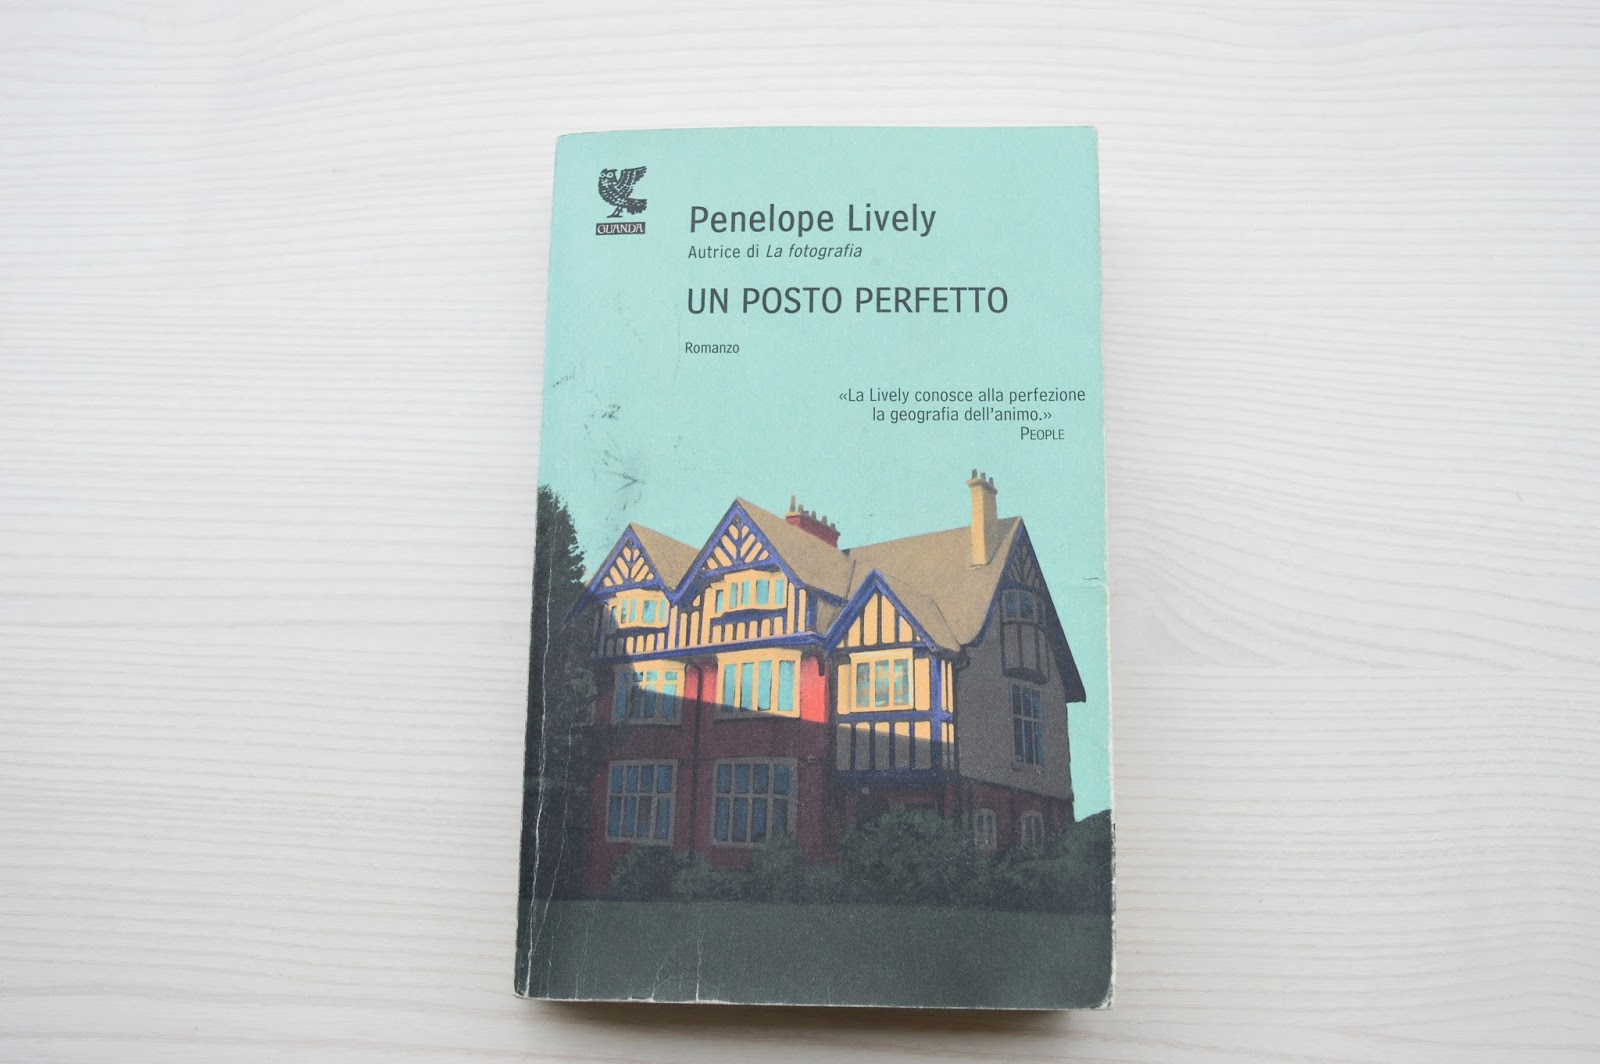 GUANDA
Penelope Lively
Autrice di La fotografia
UN POSTO PERFETTO
Romanzo
«La Lively conosce alla perfezione
la geografia dell'animo.»
PEOPLE